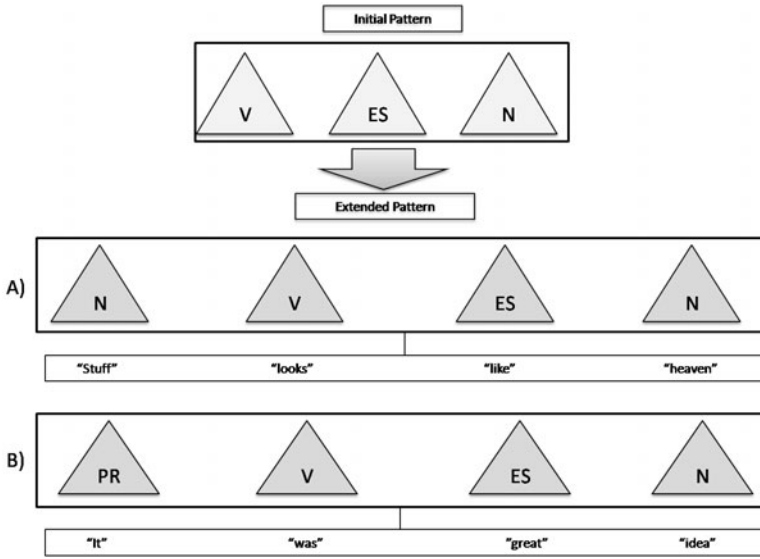 Initial Pattern
V ES N
Extended Pattern
A)
N V ES N
“Stuff” “looks” “like” “heaven”
B)
PR V ES N
“It” “was” “great” “idea”